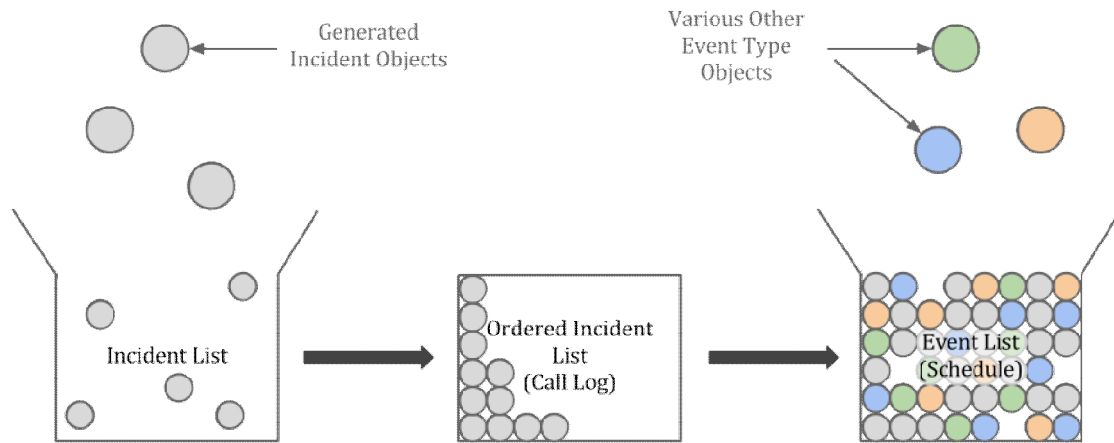 Generated
Incident Objects
Various Other
Event Type
Objects
Incident List
Ordered Incident
List
(Call Log)
Event List
(Schedule)